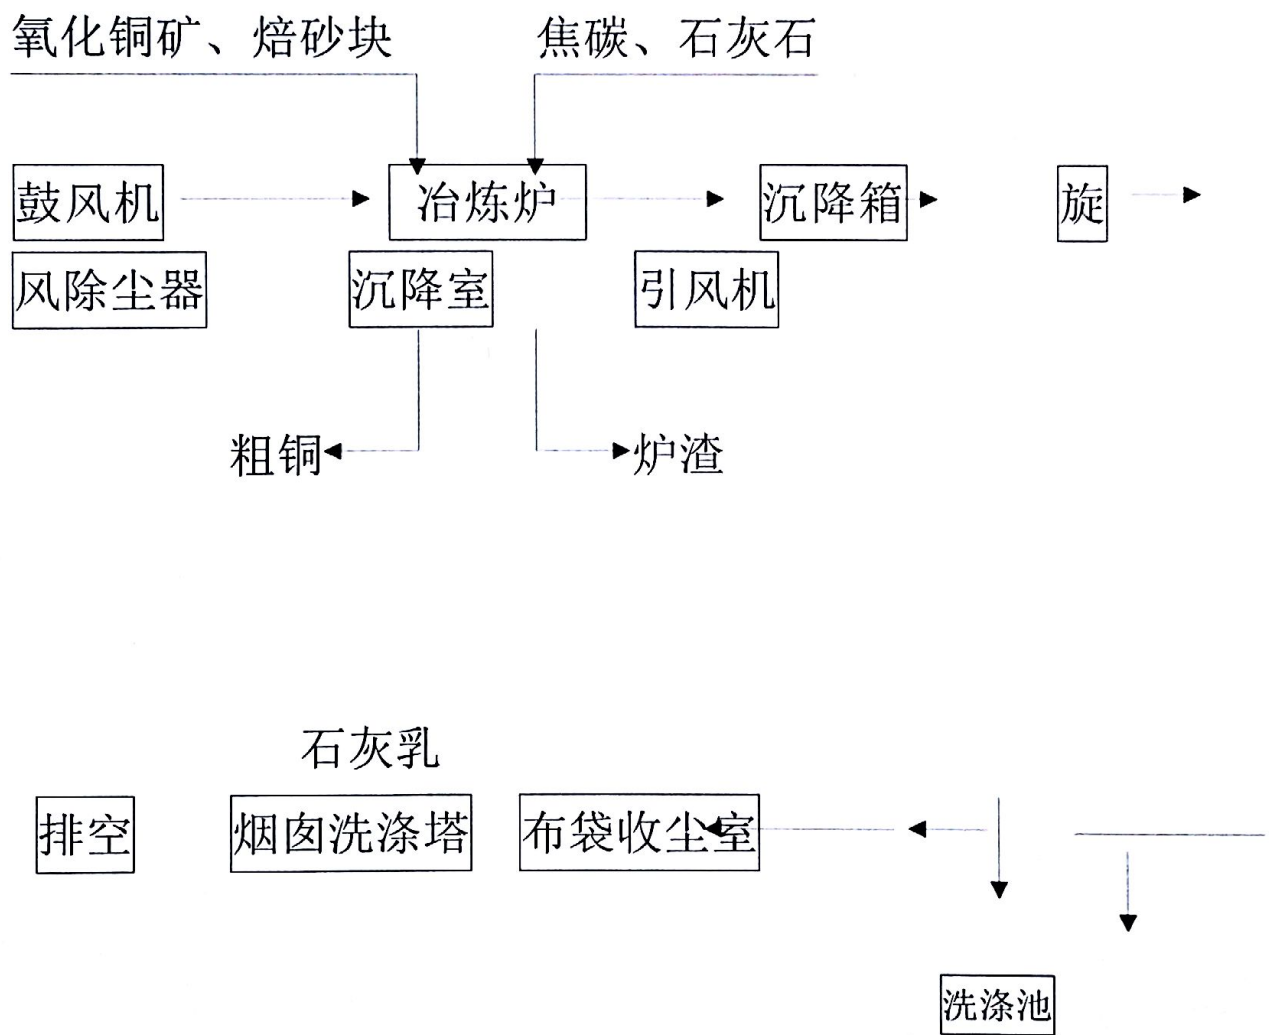 氧化铜矿、焙砂块 焦碳、石灰石
鼓风机 冶炼炉 沉降箱 旋
风除尘器 沉降室 引风机
粗铜 炉渣
石灰乳
排空 烟囱洗涤塔 布袋收尘室
洗涤池